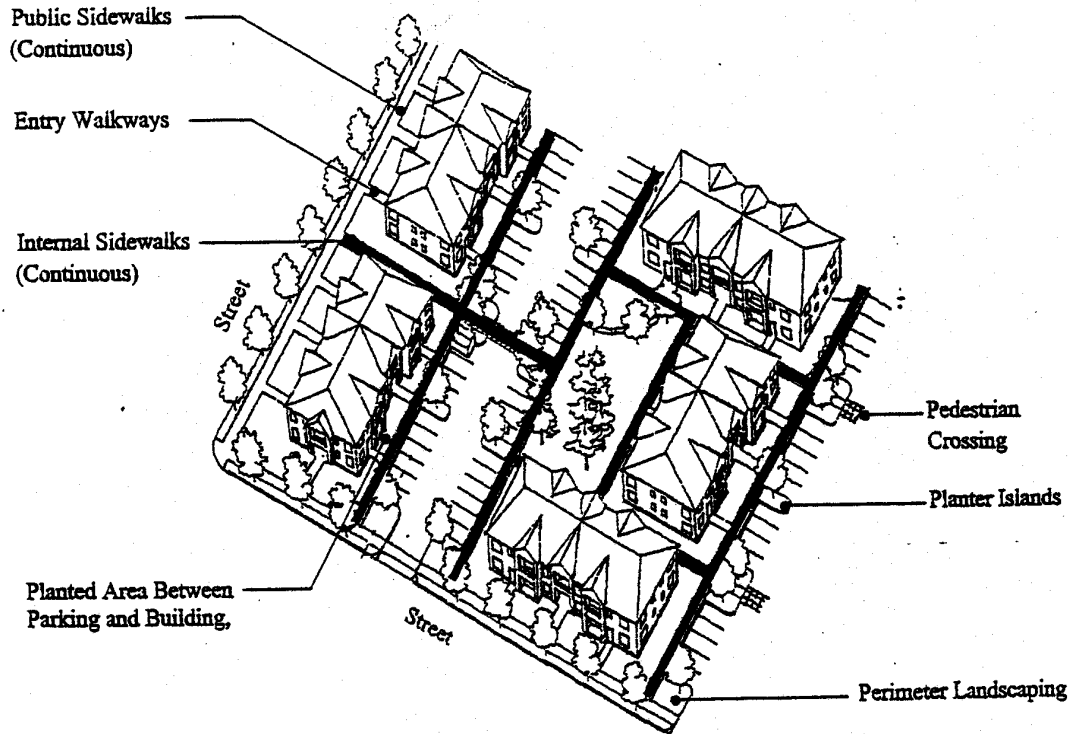 Public Sidewalks
(Continuous)
Entry Walkways
Internal Sidewalks
(Continuous)
Street
Pedestrian
Crossing
Planter Islands
Planted Area Between
Parking and Building,
Street
Perimeter Landscaping